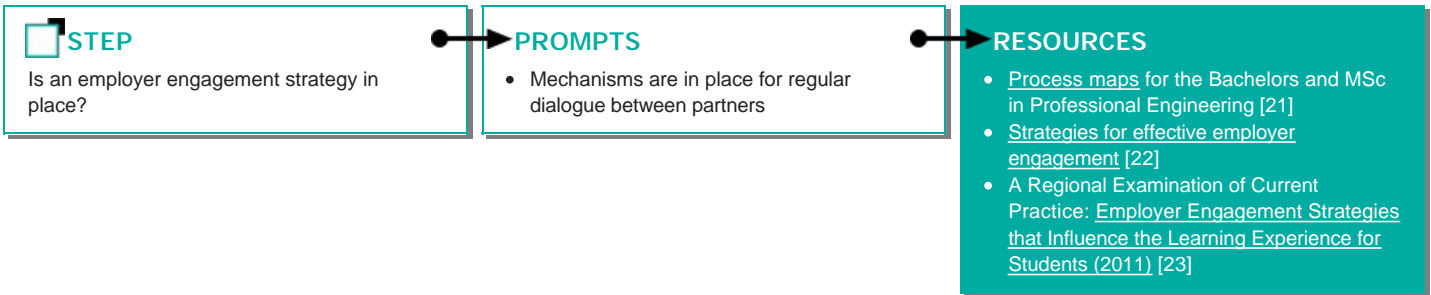 STEP
Is an employer engagement strategy in
place?
PROMPTS
• Mechanisms are in place for regular
dialogue between partners
RESOURCES
• Process maps for the Bachelors and MSc
in Professional Engineering [21]
• Strategies for effective employer
engagement [22]
• A Regional Examination of Current
Practice: Employer Engagement Strategies
that Influence the Learning Experience for
Students (2011) [23]